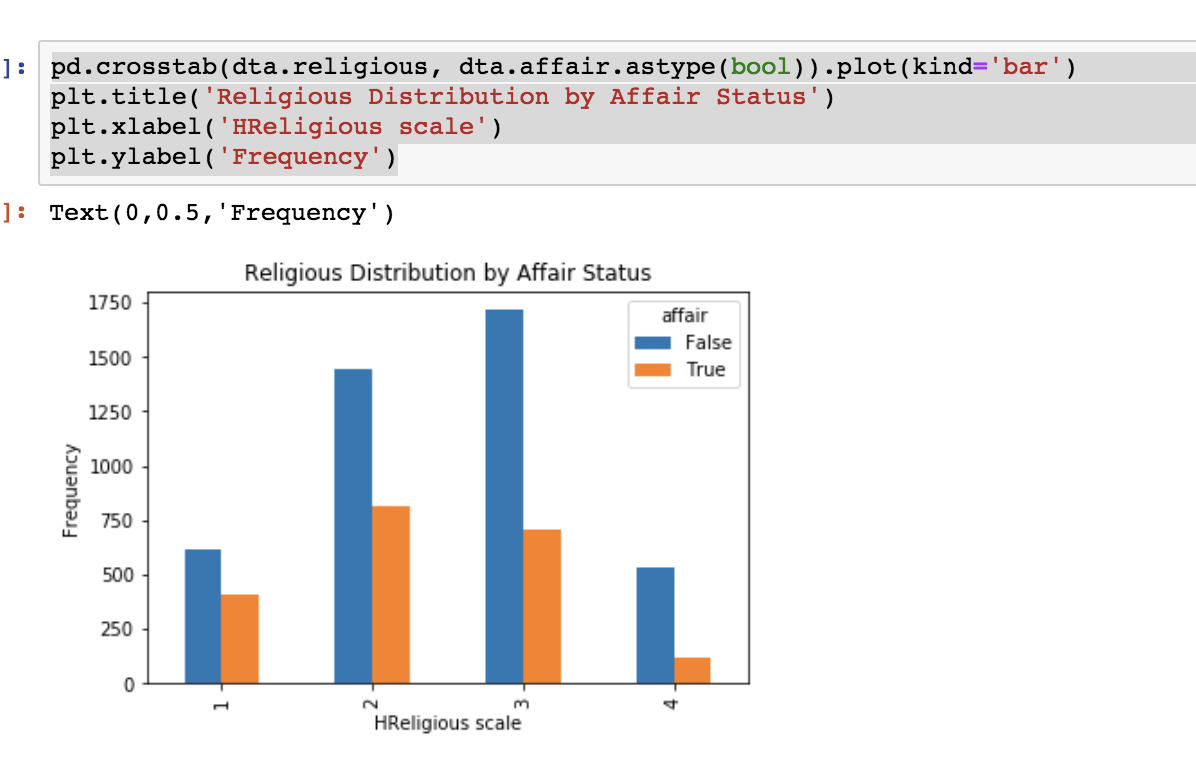 ]: pd.crosstab(dta.religious, dta.affair.astype(bool)).plot(kind='bar')
plt.title('Religious Distribution by Affair Status')
plt.xlabel('HReligious scale')
plt.ylabel('Frequency')
]: Text(0,0.5,'Frequency')
Religious Distribution by Affair Status
affair
False
True
Frequency
1750
1500
1250
1000
750
500
250
0
1 2 3 4
HReligious scale